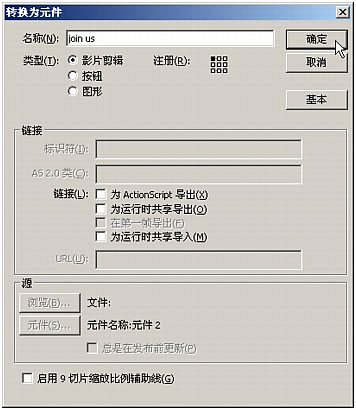 转换为元件
名称(N): join us
确定
类型(T): 影片剪辑 注册(R):
取消
按钮
图形
基本
链接
标识符(I):
AS 2.0 类(C):
链接(L): 为 ActionScript 导出(X)
为运行时共享导出(O)
在第一帧导出(F)
为运行时共享导入(M)
URL(U):
源
浏览(B)... 文件:
元件(S)... 元件名称:元件 2
总是在发布前更新(P)
启用 9 切片缩放比例辅助线(G)